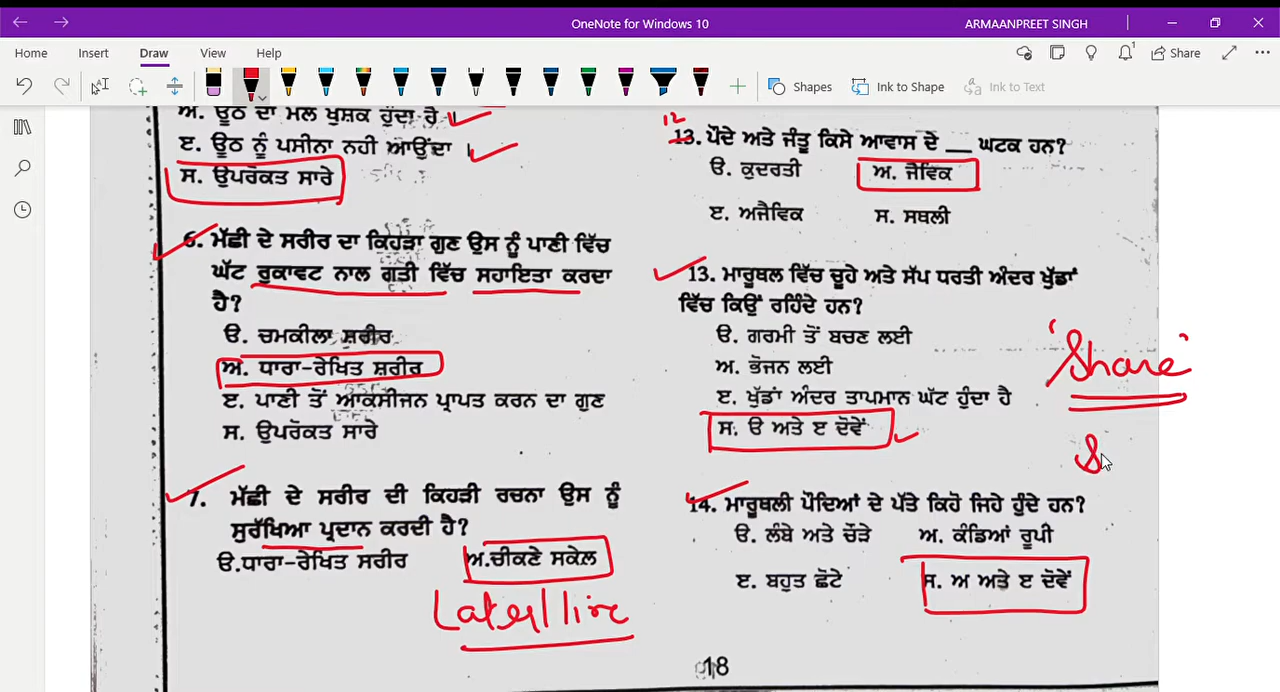 OneNote for Windows 10
ARMAANPREET SINGH
Home Insert Draw View Help
Share
Shapes Ink to Shape Ink to Text
ਅ. ਊਠ ਦਾ ਮਲ ਖੁਸ਼ਕ ਹੁੰਦਾ ਹੈ ।
ੲ. ਊਠ ਨੂੰ ਪਸੀਨਾ ਨਹੀ ਆਉਂਦਾ ।
ਸ. ਉਪਰੋਕਤ ਸਾਰੇ
6. ਮੱਛੀ ਦੇ ਸਰੀਰ ਦਾ ਕਿਹੜਾ ਗੁਣ ਉਸ ਨੂੰ ਪਾਣੀ ਵਿੱਚ
ਘੱਟ ਰੁਕਾਵਟ ਨਾਲ ਗਤੀ ਵਿੱਚ ਸਹਾਇਤਾ ਕਰਦਾ
ਹੈ?
ੳ. ਚਮਕੀਲਾ ਸ਼ਰੀਰ
ਅ. ਧਾਰਾ-ਰੇਖਿਤ ਸ਼ਰੀਰ
ੲ. ਪਾਣੀ ਤੋਂ ਆਕਸੀਜਨ ਪ੍ਰਾਪਤ ਕਰਨ ਦਾ ਗੁਣ
ਸ. ਉਪਰੋਕਤ ਸਾਰੇ
7. ਮੱਛੀ ਦੇ ਸਰੀਰ ਦੀ ਕਿਹੜੀ ਰਚਨਾ ਉਸ ਨੂੰ
ਸੁਰੱਖਿਆ ਪ੍ਰਦਾਨ ਕਰਦੀ ਹੈ?
ੳ.ਧਾਰਾ-ਰੇਖਿਤ ਸਰੀਰ ਅ.ਚੀਕਣੇ ਸਕੇਲ
12
13. ਪੌਦੇ ਅਤੇ ਜੰਤੂ ਕਿਸੇ ਆਵਾਸ ਦੇ __ ਘਟਕ ਹਨ?
ੳ. ਕੁਦਰਤੀ ਅ. ਜੈਵਿਕ
ੲ. ਅਜੈਵਿਕ ਸ. ਸਥਲੀ
13. ਮਾਰੂਥਲ ਵਿੱਚ ਚੂਹੇ ਅਤੇ ਸੱਪ ਧਰਤੀ ਅੰਦਰ ਖੁੱਡਾਂ
ਵਿੱਚ ਕਿਉਂ ਰਹਿੰਦੇ ਹਨ?
ੳ. ਗਰਮੀ ਤੋਂ ਬਚਣ ਲਈ
ਅ. ਭੋਜਨ ਲਈ
ੲ. ਖੁੱਡਾਂ ਅੰਦਰ ਤਾਪਮਾਨ ਘੱਟ ਹੁੰਦਾ ਹੈ
ਸ. ੳ ਅਤੇ ੲ ਦੋਵੇਂ
'Share'
S
14. ਮਾਰੂਥਲੀ ਪੌਦਿਆਂ ਦੇ ਪੱਤੇ ਕਿਹੋ ਜਿਹੇ ਹੁੰਦੇ ਹਨ?
ੳ. ਲੰਬੇ ਅਤੇ ਚੌੜੇ ਅ. ਕੰਡਿਆਂ ਰੂਪੀ
ੲ. ਬਹੁਤ ਛੋਟੇ ਸ. ਅ ਅਤੇ ੲ ਦੋਵੇਂ
18